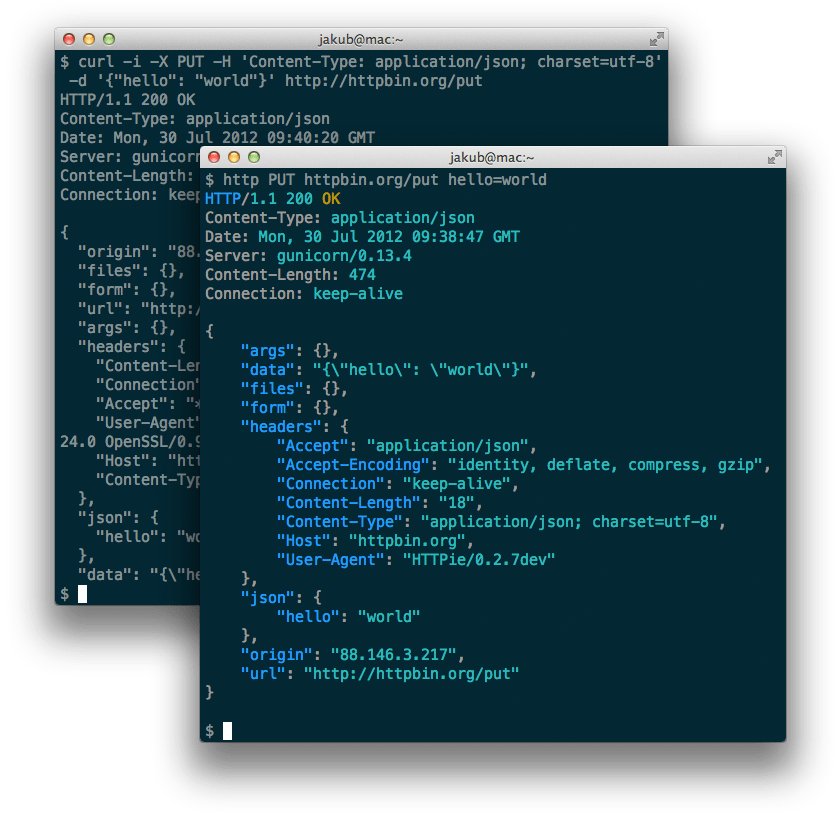 jakub@mac:~
$ curl -i -X PUT -H 'Content-Type: application/json; charset=utf-8'
 -d '{"hello": "world"}' http://httpbin.org/put
HTTP/1.1 200 OK
Content-Type: application/json
Date: Mon, 30 Jul 2012 09:40:20 GMT
Server:
Content-Length:
Connection:
{
  "origin": "88.
  "files": {},
  "form": {},
  "url": "http:/
  "args": {},
  "headers": {
    "Content-Le
    "Connection"
    "Accept": "*
    "User-Agent"
24.0 OpenSSL/0.9
    "Host": "htt
    "Content-Typ
  },
  "json": {
    "hello": "wo
  },
  "data": "{\"he
$
jakub@mac:~
$ http PUT httpbin.org/put hello=world
HTTP/1.1 200 OK
Content-Type: application/json
Date: Mon, 30 Jul 2012 09:38:47 GMT
Server: gunicorn/0.13.4
Content-Length: 474
Connection: keep-alive
{
    "args": {},
    "data": "{\"hello\": \"world\"}",
    "files": {},
    "form": {},
    "headers": {
        "Accept": "application/json",
        "Accept-Encoding": "identity, deflate, compress, gzip",
        "Connection": "keep-alive",
        "Content-Length": "18",
        "Content-Type": "application/json; charset=utf-8",
        "Host": "httpbin.org",
        "User-Agent": "HTTPie/0.2.7dev"
    },
    "json": {
        "hello": "world"
    },
    "origin": "88.146.3.217",
    "url": "http://httpbin.org/put"
}
$